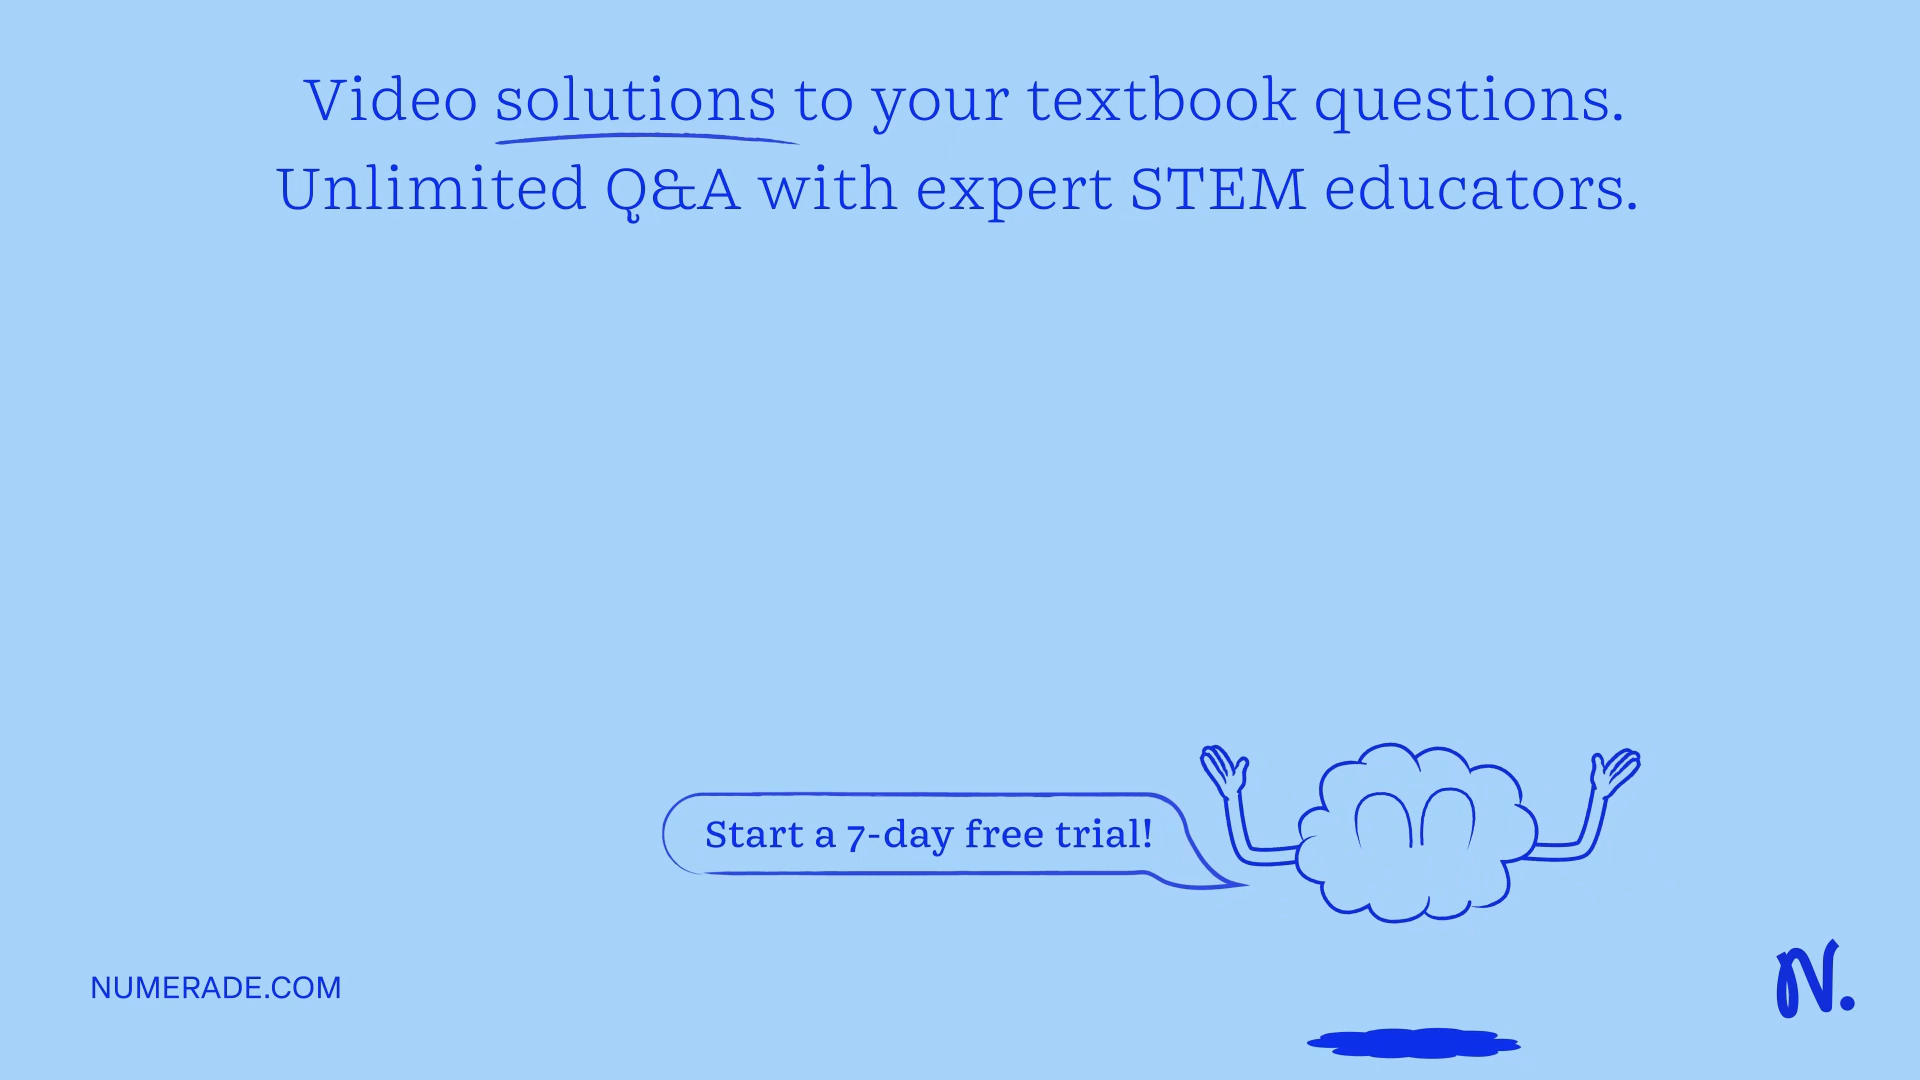 Video solutions to your textbook questions.
Unlimited Q&A with expert STEM educators.
Start a 7-day free trial!
NUMERADE.COM
N.